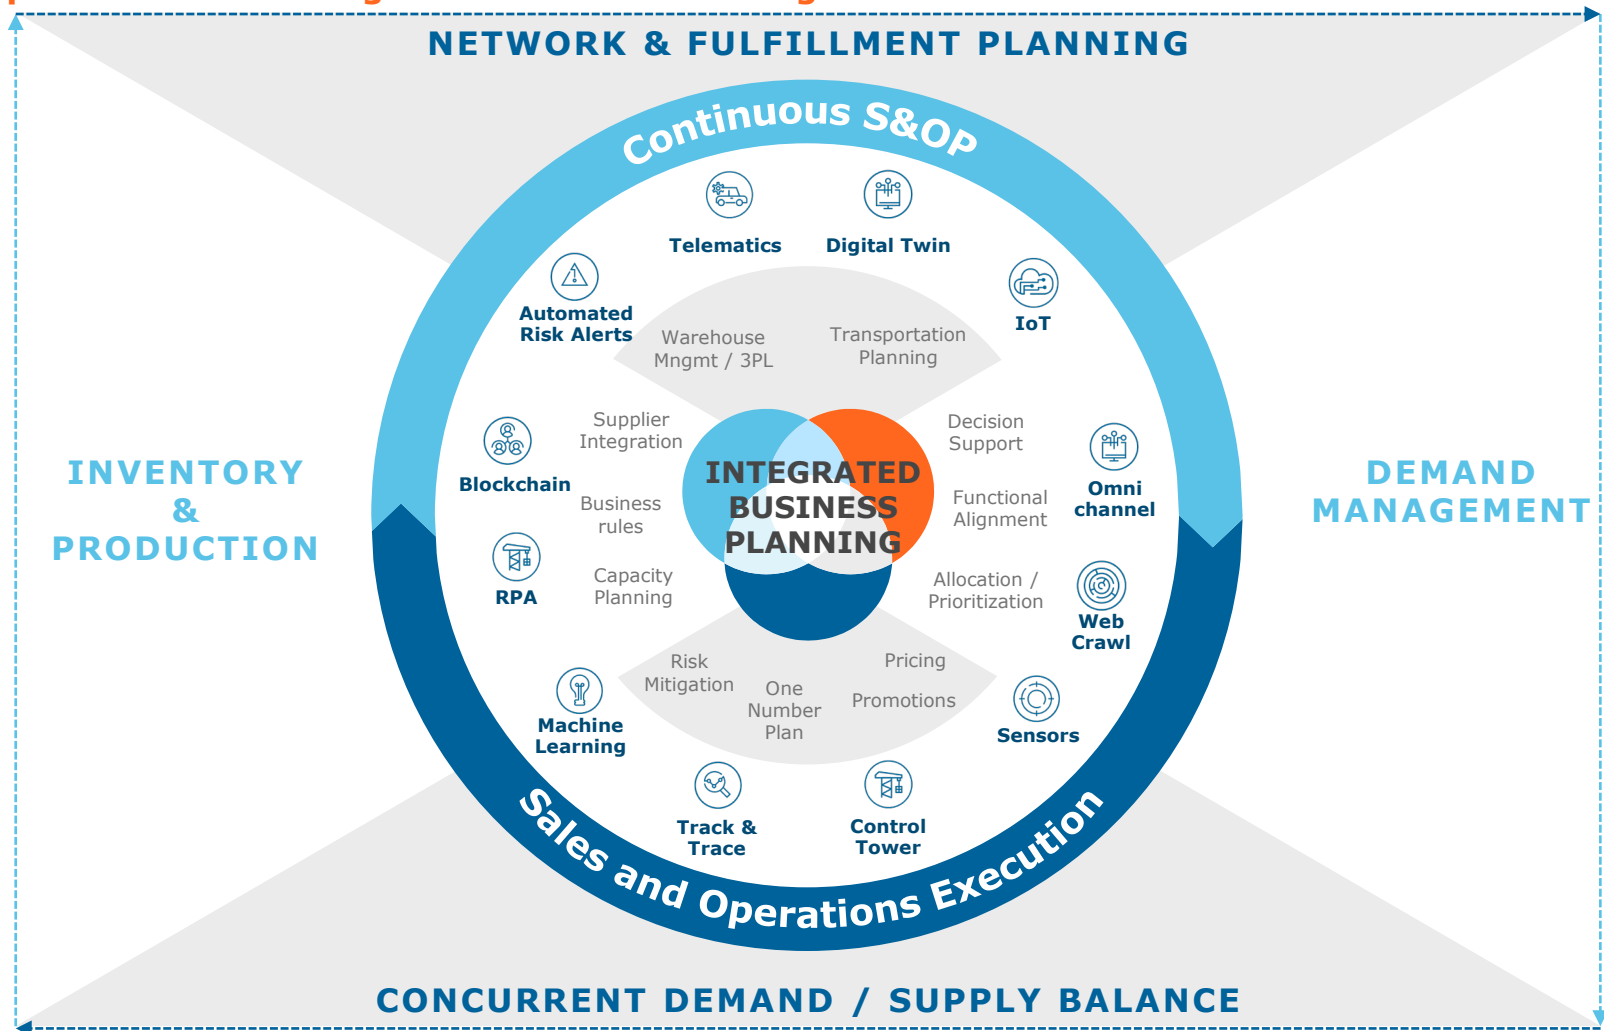 NETWORK & FULFILLMENT PLANNING
Continuous S&OP
Telematics
Digital Twin
Automated
Risk Alerts
IoT
Warehouse
Mngmt / 3PL
Transportation
Planning
Supplier
Integration
Decision
Support
Blockchain
Omni
channel
INVENTORY
&
PRODUCTION
INTEGRATED
BUSINESS
PLANNING
DEMAND
MANAGEMENT
Business
rules
Functional
Alignment
RPA
Capacity
Planning
Allocation /
Prioritization
Web
Crawl
Risk
Mitigation
One
Number
Plan
Pricing
Promotions
Machine
Learning
Sensors
Track &
Trace
Control
Tower
Sales and Operations Execution
CONCURRENT DEMAND / SUPPLY BALANCE